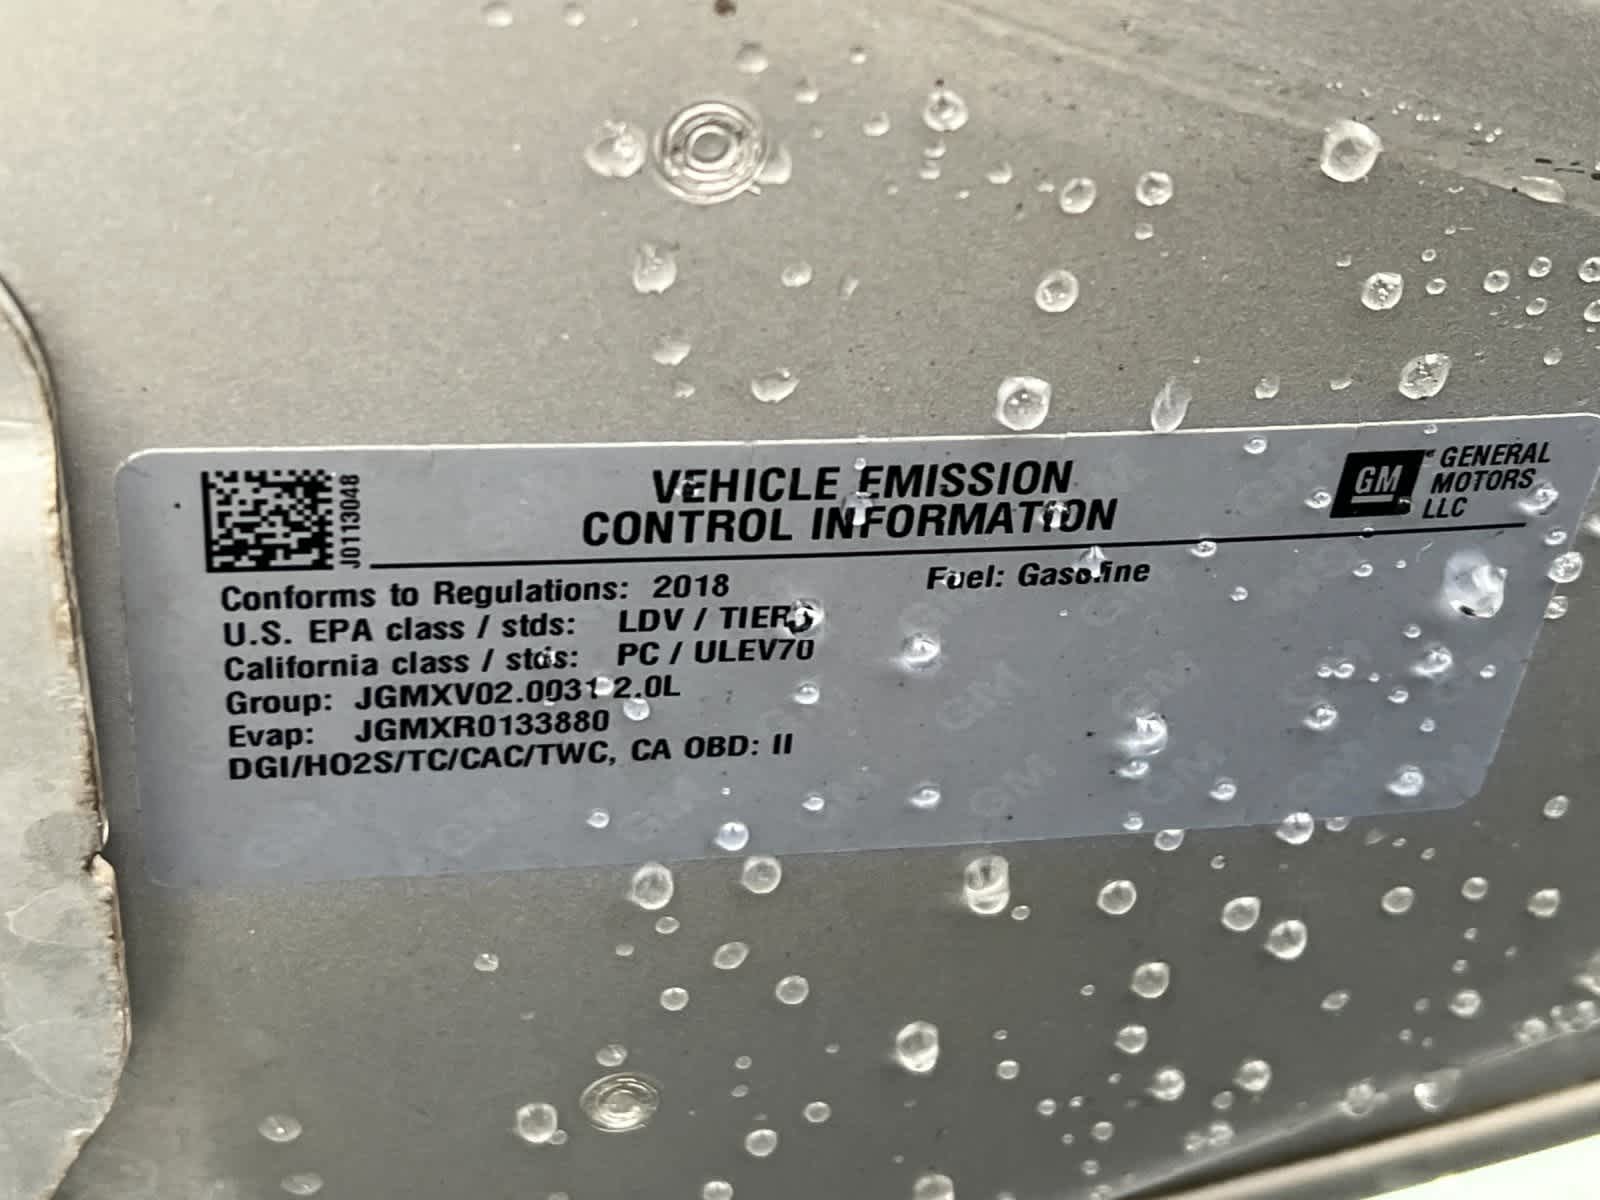 J0113048
VEHICLE EMISSION
CONTROL INFORMATION
GM
GENERAL
MOTORS
LLC
Conforms to Regulations: 2018
Fuel: Gasoline
U.S. EPA class / stds: LDV / TIER3
California class / stds: PC / ULEV70
Group: JGMXV02.0031 2.0L
Evap: JGMXR0133880
DGI/HO2S/TC/CAC/TWC, CA OBD: II